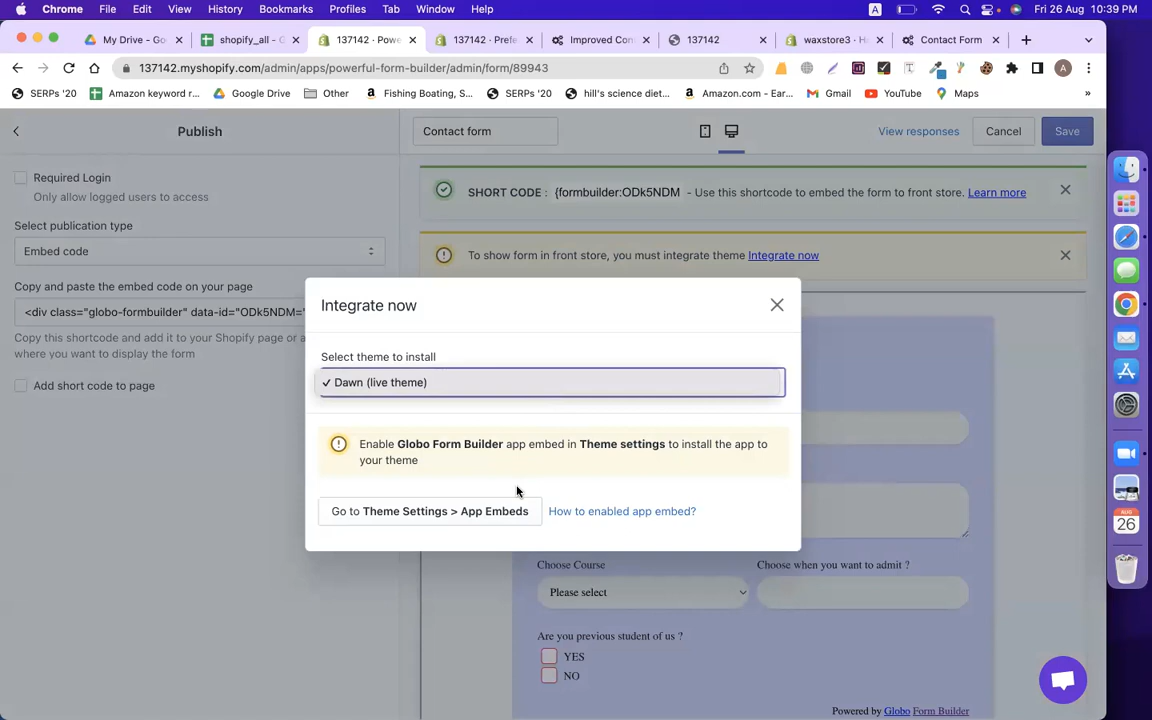 Chrome File Edit View History Bookmarks Profiles Tab Window Help A Fri 26 Aug 10:39 PM
My Drive - Go shopify_all - G 137142 · Pow 137142 · Prefe Improved Con 137142 waxstore3 · H Contact Form
137142.myshopify.com/admin/apps/powerful-form-builder/admin/form/89943 A
SERPs '20 Amazon keyword r... Google Drive Other Fishing Boating, S... SERPs '20 hill's science diet... Amazon.com - Ear... Gmail YouTube Maps »
Publish Contact form View responses Cancel Save
Required Login
Only allow logged users to access
SHORT CODE : {formbuilder:ODk5NDM - Use this shortcode to embed the form to front store. Learn more
Select publication type
Embed code
To show form in front store, you must integrate theme Integrate now
Copy and paste the embed code on your page
<div class="globo-formbuilder" data-id="ODk5NDM="
Copy this shortcode and add it to your Shopify page or a
where you want to display the form
Add short code to page
Integrate now
Select theme to install
✓ Dawn (live theme)
Enable Globo Form Builder app embed in Theme settings to install the app to
your theme
Go to Theme Settings > App Embeds How to enabled app embed?
Choose Course Choose when you want to admit ?
Please select
Are you previous student of us ?
YES
NO
Powered by Globo Form Builder
AUG
26